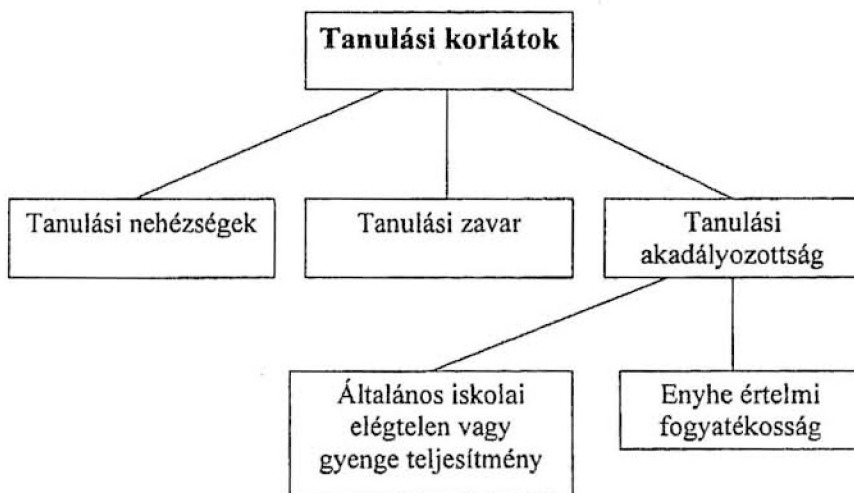 Tanulási korlátok
Tanulási nehézségek
Tanulási zavar
Tanulási
akadályozottság
Általános iskolai
elégtelen vagy
gyenge teljesítmény
Enyhe értelmi
fogyatékosság